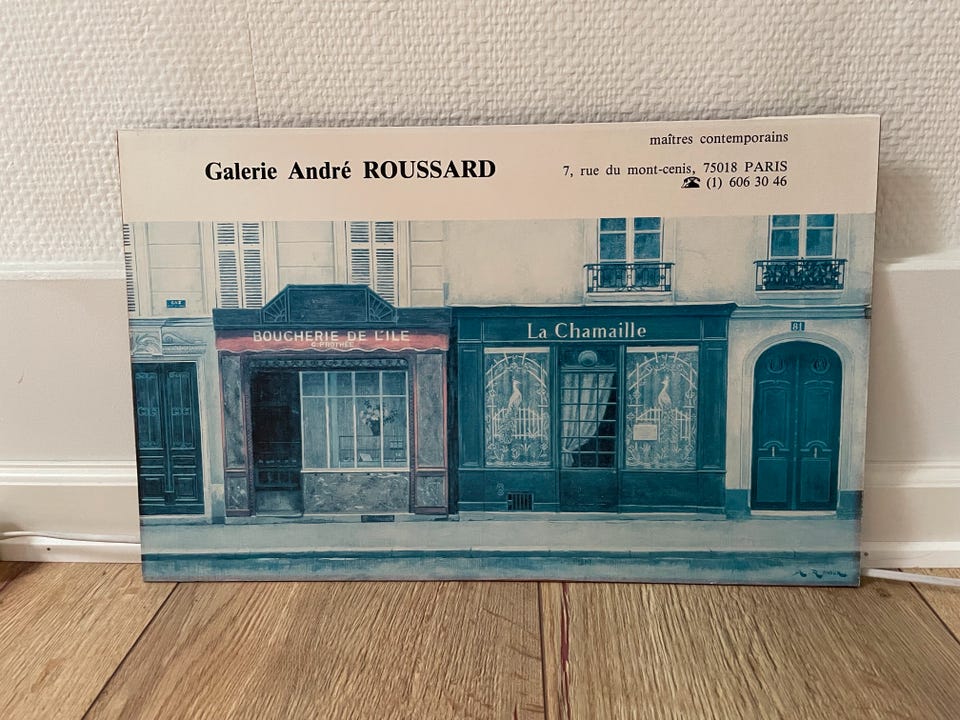 maîtres contemporains
Galerie André ROUSSARD
7, rue du mont-cenis, 75018 PARIS
☎ (1) 606 30 46
BOUCHERIE DE L'ILE
G. PROTHÉE
La Chamaille
81